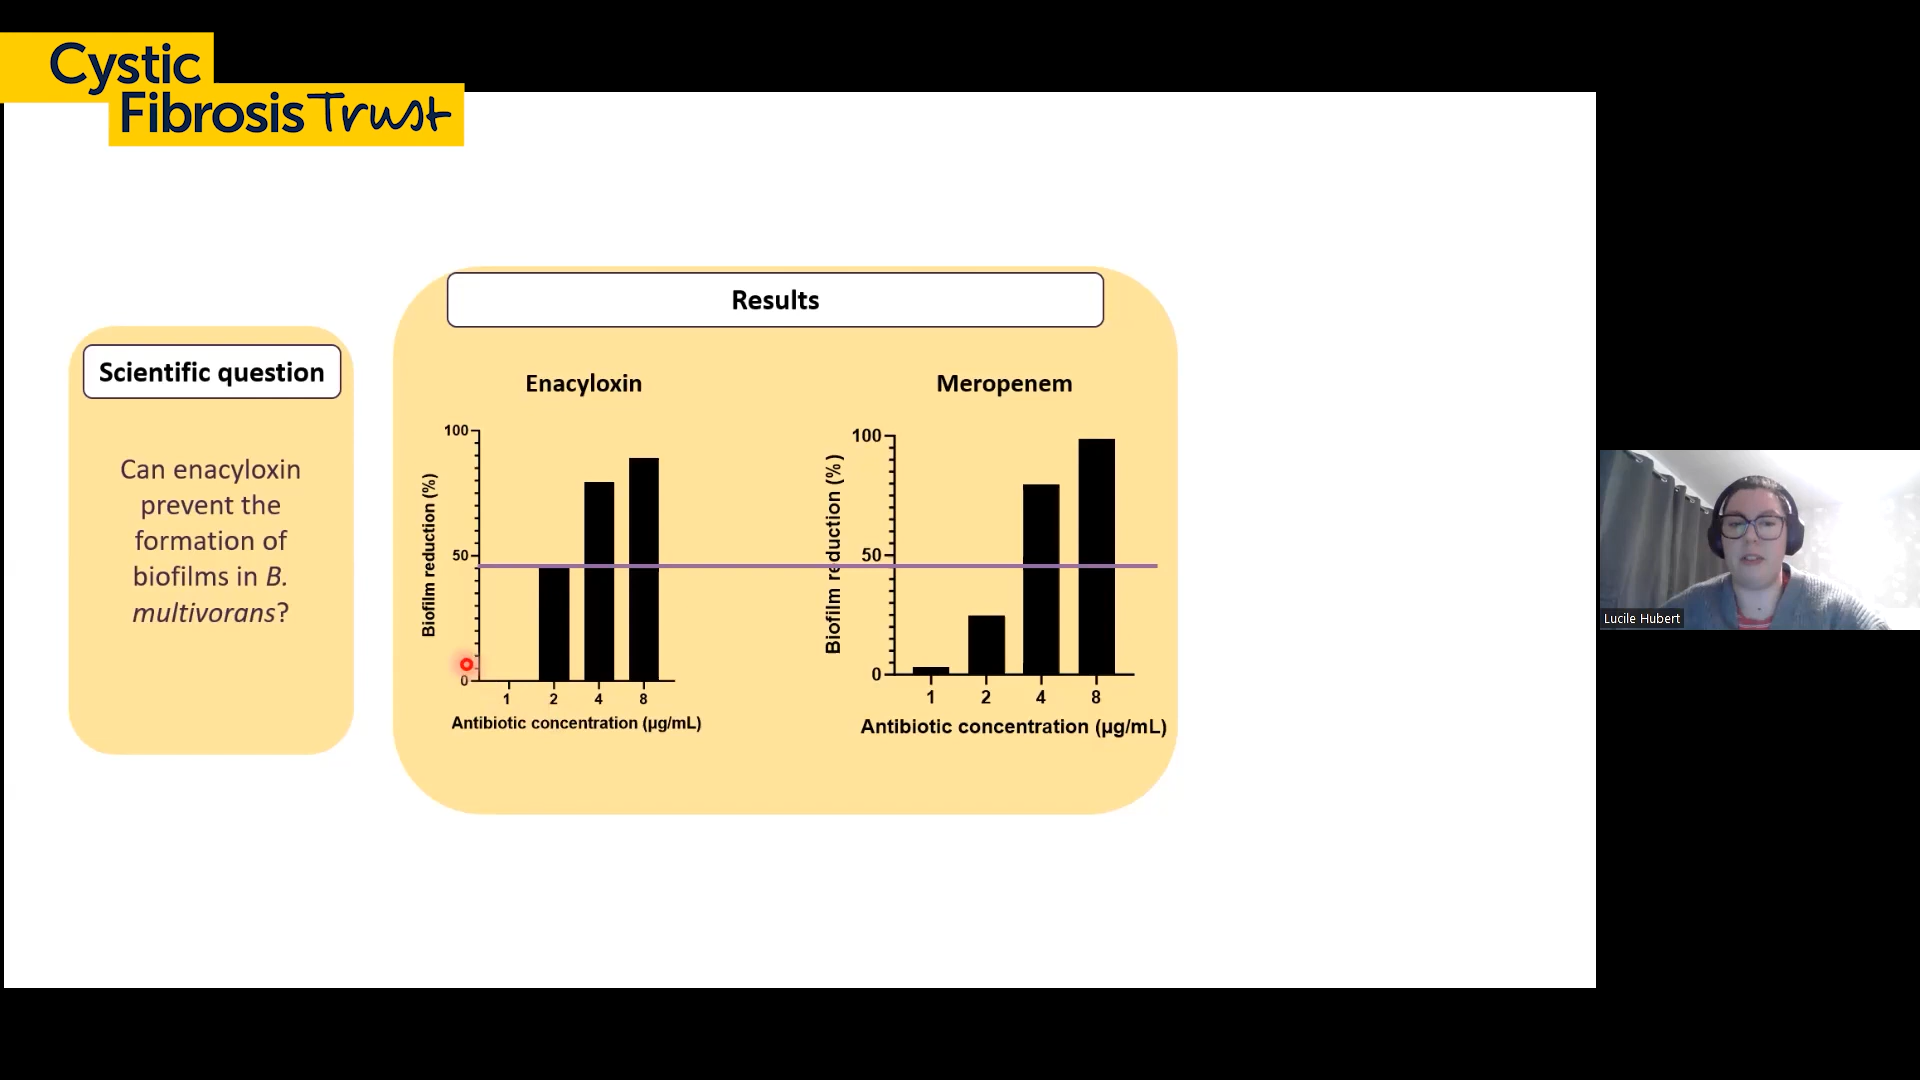 Cystic
Fibrosis Trust
Results
Scientific question
Can enacyloxin
prevent the
formation of
biofilms in B.
multivorans?
Enacyloxin
100
50
0
Biofilm reduction (%)
1 2 4 8
Antibiotic concentration (µg/mL)
Meropenem
100
50
0
Biofilm reduction (%)
1 2 4 8
Antibiotic concentration (µg/mL)
Lucile Hubert